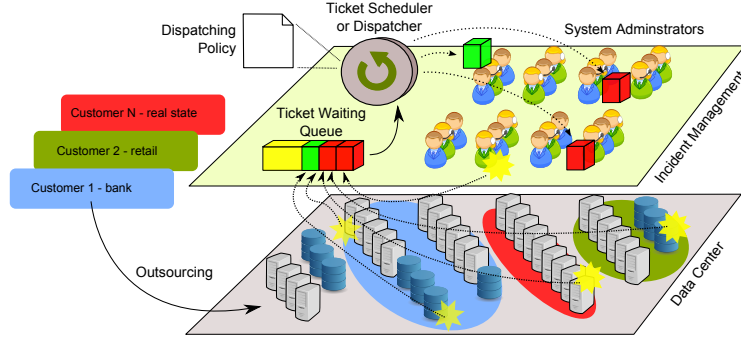 Ticket Scheduler
or Dispatcher
Dispatching
Policy
System Adminstrators
Ticket Waiting
Queue
Customer N - real state
Customer 2 - retail
Customer 1 - bank
Incident Management
Outsourcing
Data Center